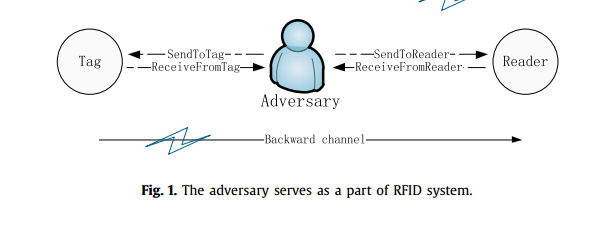 SendToTag
SendToReader
Tag
Reader
ReceiveFromTag
ReceiveFromReader
Adversary
Backward channel
Fig. 1. The adversary serves as a part of RFID system.